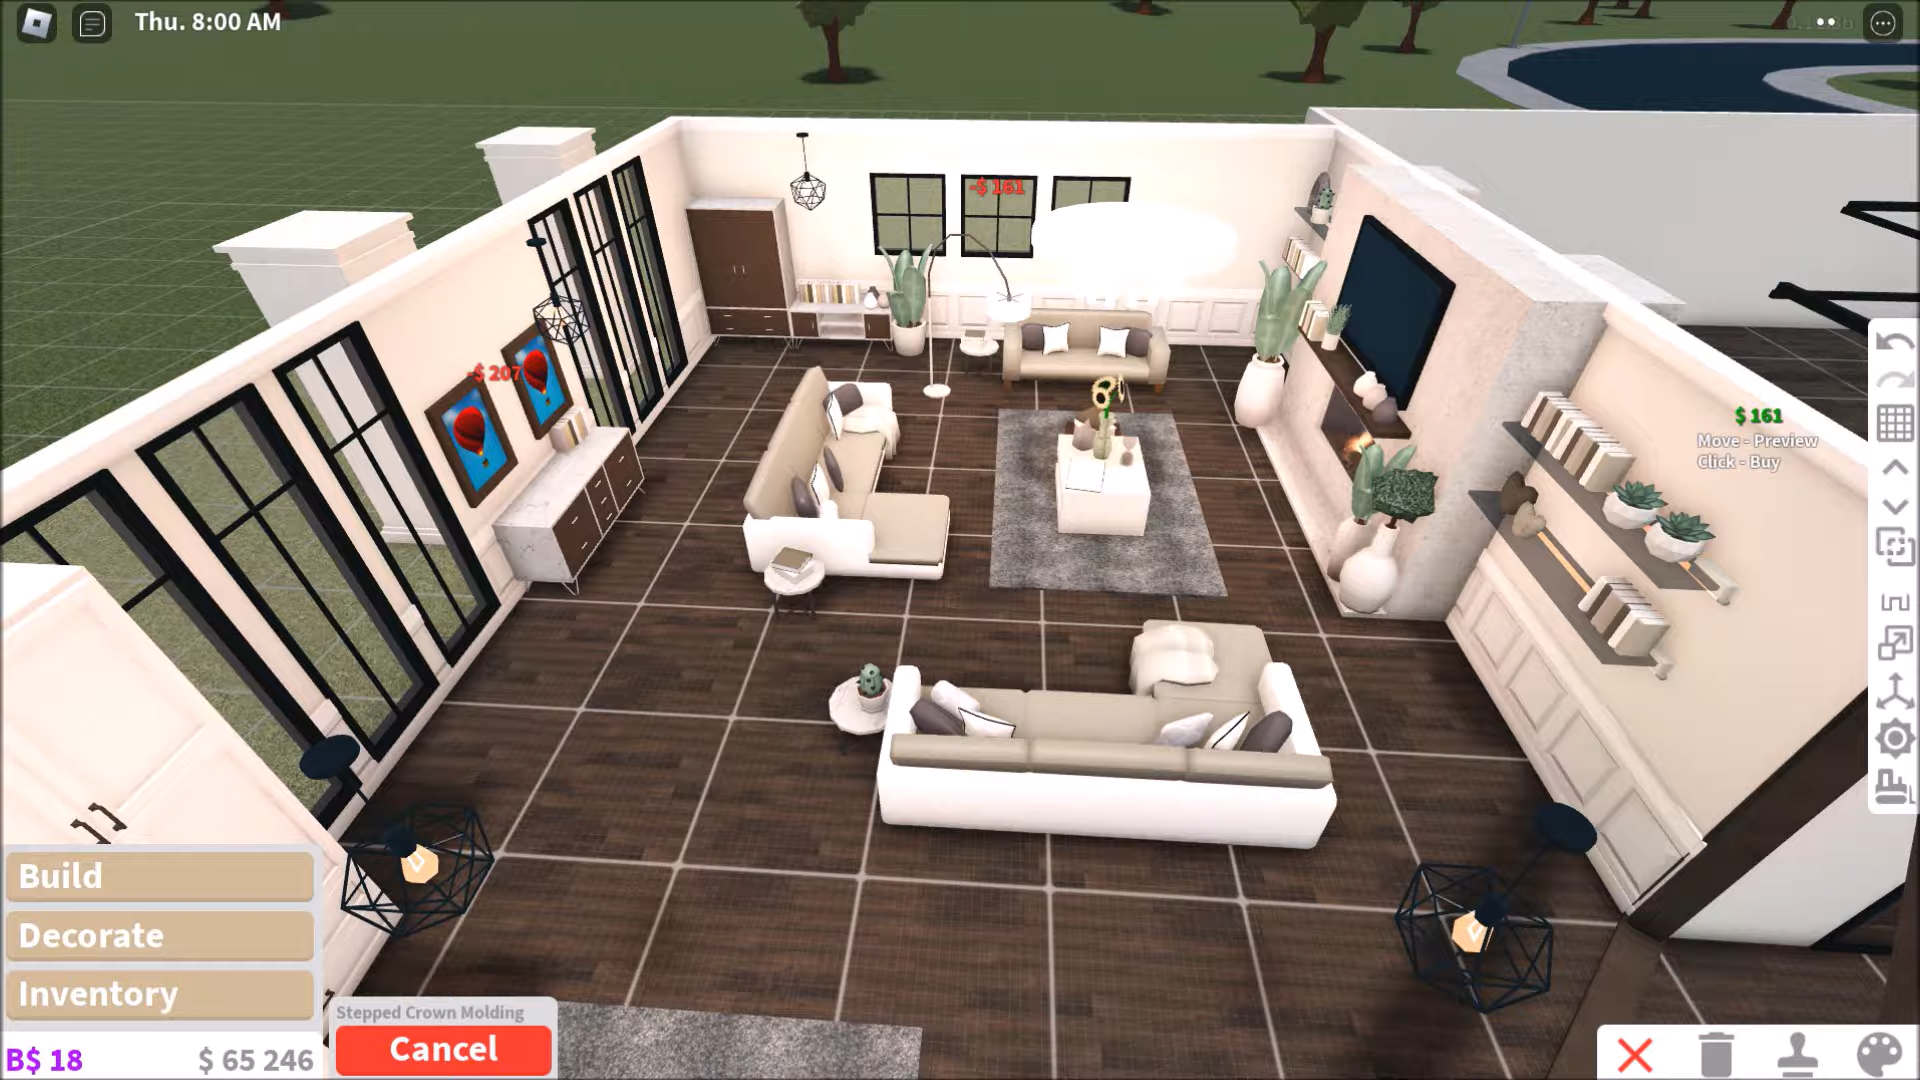 Thu. 8:00 AM
-$ 161
-$ 207
$ 161
Move - Preview
Click - Buy
Build
Decorate
Inventory
B$ 18
$ 65 246
Stepped Crown Molding
Cancel